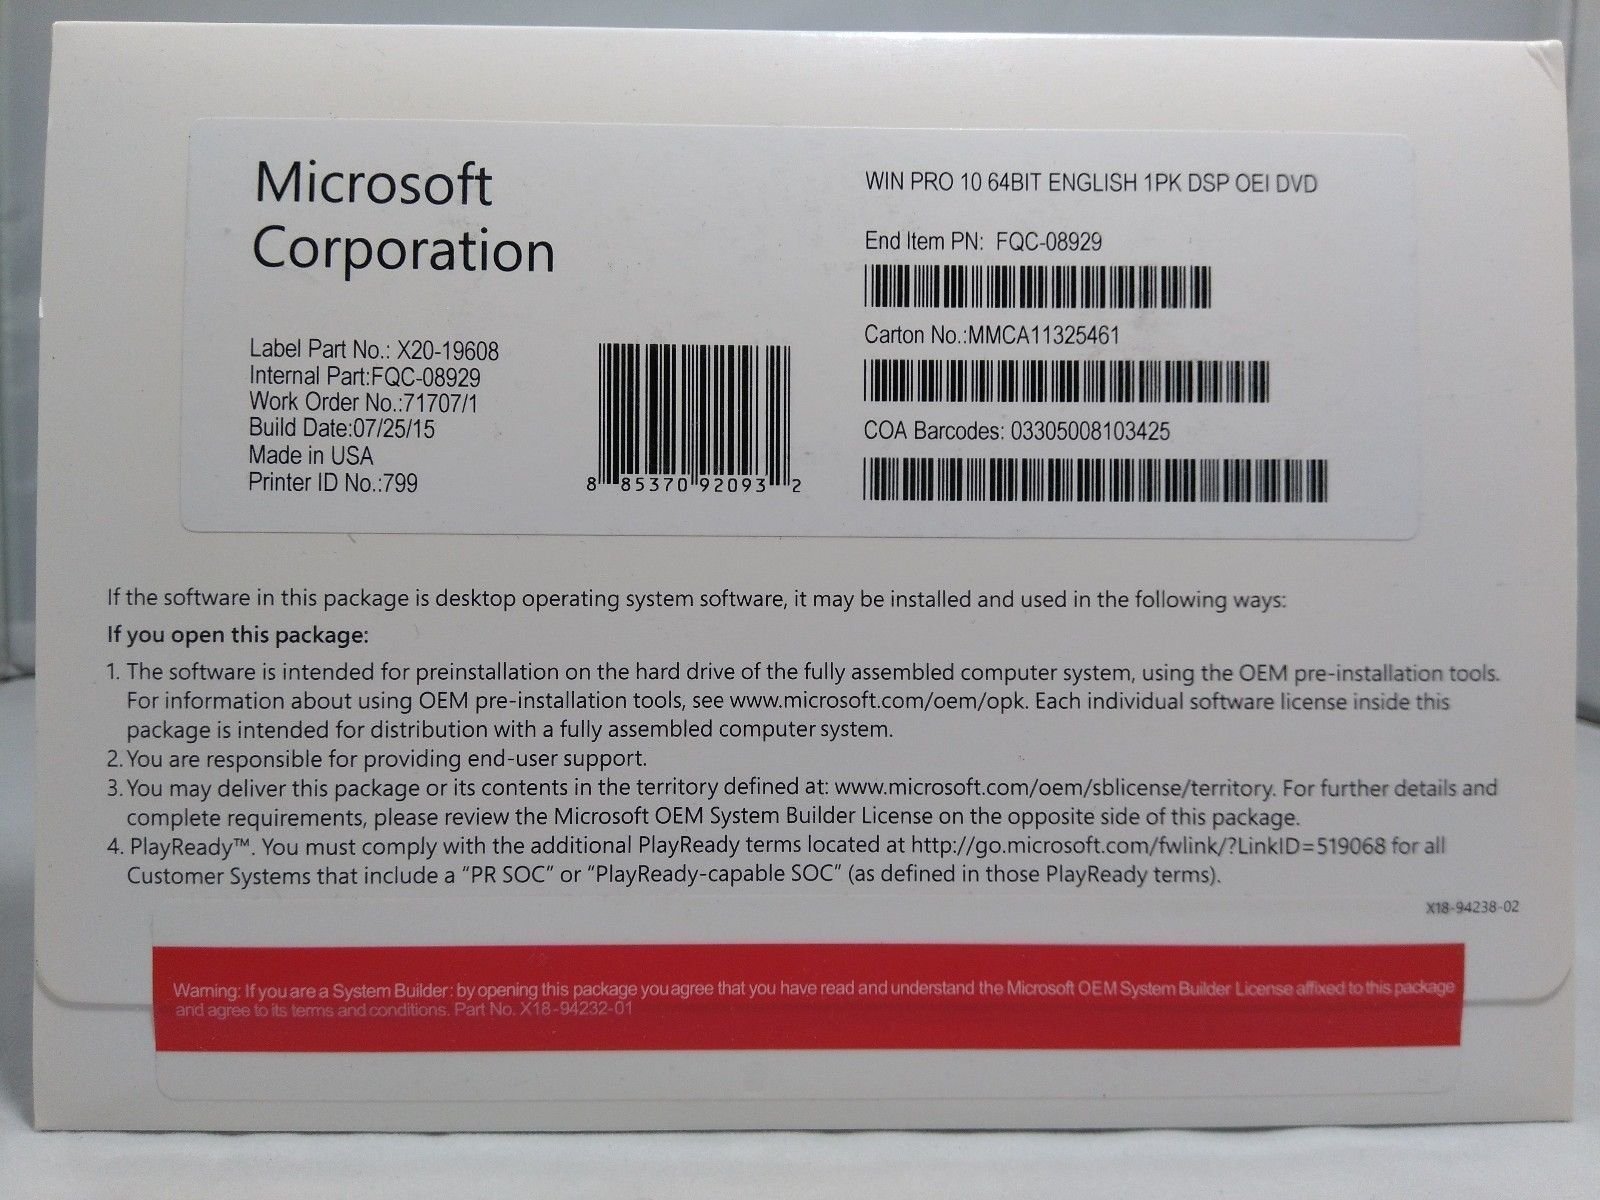 Microsoft
Corporation
Label Part No.: X20-19608
Internal Part:FQC-08929
Work Order No.:71707/1
Build Date:07/25/15
Made in USA
Printer ID No.:799
8 85370 92093 2
WIN PRO 10 64BIT ENGLISH 1PK DSP OEI DVD
End Item PN: FQC-08929
Carton No.:MMCA11325461
COA Barcodes: 03305008103425
If the software in this package is desktop operating system software, it may be installed and used in the following ways:
If you open this package:
1. The software is intended for preinstallation on the hard drive of the fully assembled computer system, using the OEM pre-installation tools.
For information about using OEM pre-installation tools, see www.microsoft.com/oem/opk. Each individual software license inside this
package is intended for distribution with a fully assembled computer system.
2. You are responsible for providing end-user support.
3. You may deliver this package or its contents in the territory defined at: www.microsoft.com/oem/sblicense/territory. For further details and
complete requirements, please review the Microsoft OEM System Builder License on the opposite side of this package.
4. PlayReady™. You must comply with the additional PlayReady terms located at http://go.microsoft.com/fwlink/?LinkID=519068 for all
Customer Systems that include a “PR SOC” or “PlayReady-capable SOC” (as defined in those PlayReady terms).
X18-94238-02
Warning: If you are a System Builder: by opening this package you agree that you have read and understand the Microsoft OEM System Builder License affixed to this package
and agree to its terms and conditions. Part No. X18-94232-01